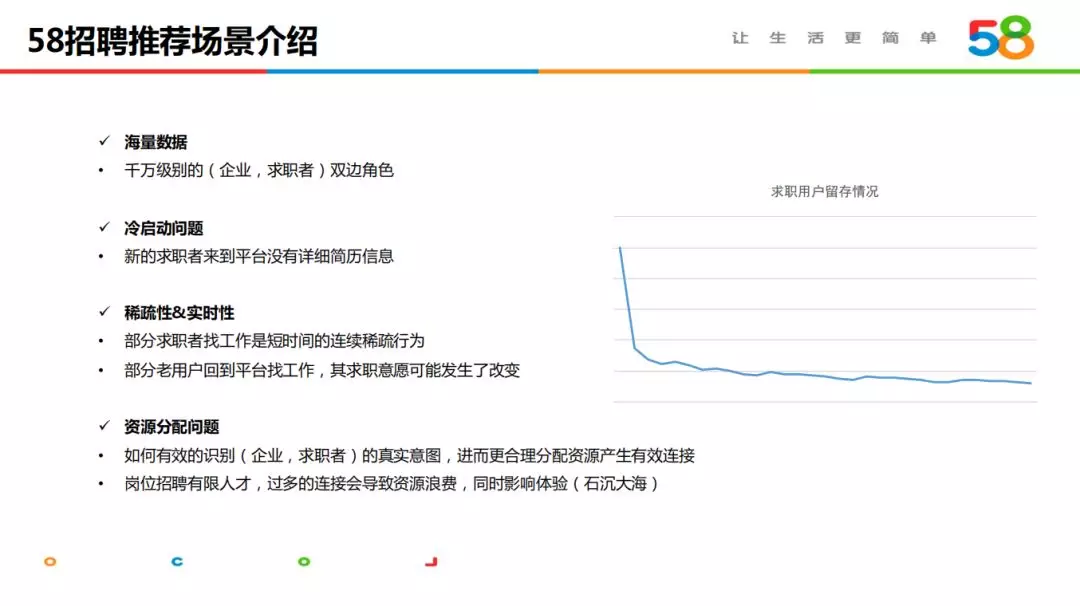 58招聘推荐场景介绍
让生活更简单 58
✓ 海量数据
• 千万级别的（企业，求职者）双边角色
✓ 冷启动问题
• 新的求职者来到平台没有详细简历信息
✓ 稀疏性&实时性
• 部分求职者找工作是短时间的连续稀疏行为
• 部分老用户回到平台找工作，其求职意愿可能发生了改变
✓ 资源分配问题
• 如何有效的识别（企业，求职者）的真实意图，进而更合理分配资源产生有效连接
• 岗位招聘有限人才，过多的连接会导致资源浪费，同时影响体验（石沉大海）
求职用户留存情况